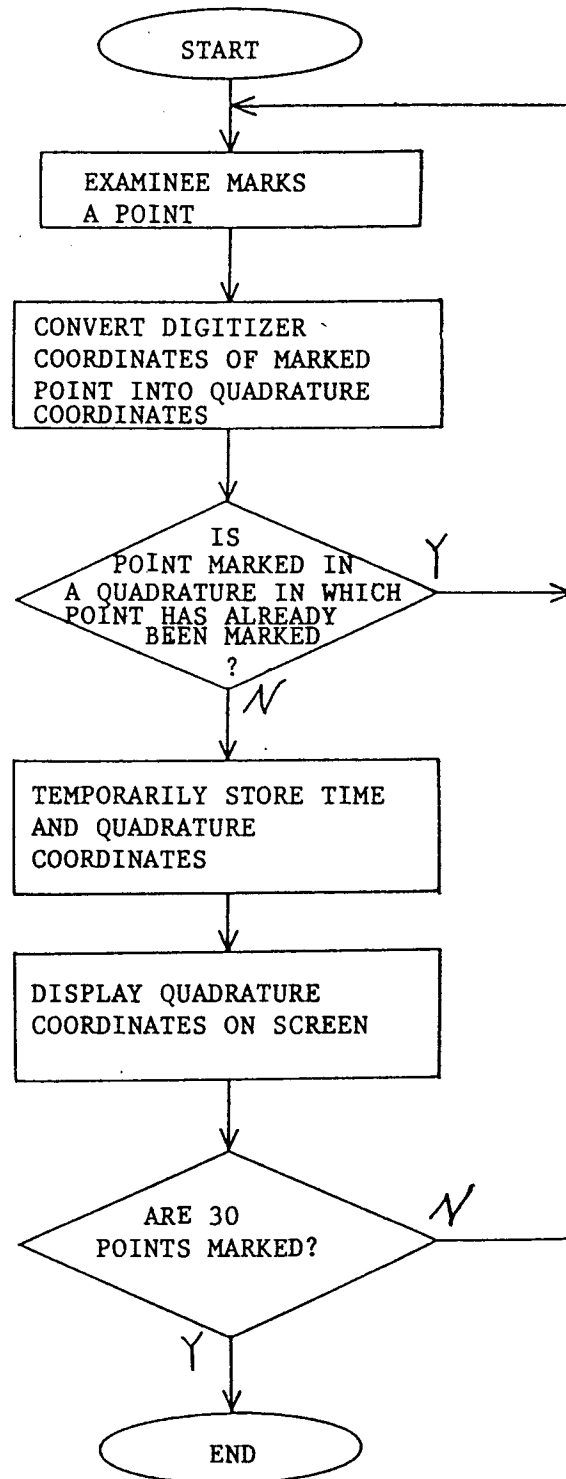 START
EXAMINEE MARKS
A POINT
CONVERT DIGITIZER
COORDINATES OF MARKED
POINT INTO QUADRATURE
COORDINATES
IS
POINT MARKED IN
A QUADRATURE IN WHICH
POINT HAS ALREADY
BEEN MARKED
?
Y
N
TEMPORARILY STORE TIME
AND QUADRATURE
COORDINATES
DISPLAY QUADRATURE
COORDINATES ON SCREEN
ARE 30
POINTS MARKED?
N
Y
END